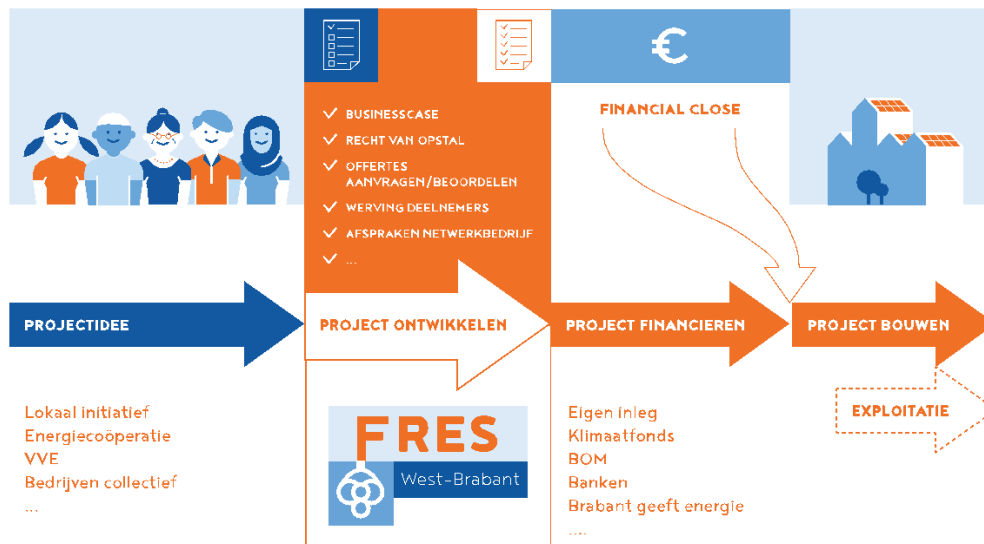 €
BUSINESSCASE
RECHT VAN OPSTAL
OFFERTES
AANVRAGEN/BEOORDELEN
WERVING DEELNEMERS
AFSPRAKEN NETWERKBEDRIJF
...
FINANCIAL CLOSE
PROJECTIDEE
PROJECT ONTWIKKELEN
PROJECT FINANCIEREN
PROJECT BOUWEN
EXPLOITATIE
Lokaal initiatief
Energiecoöperatie
VVE
Bedrijven collectief
...
FRES
West-Brabant
Eigen inleg
Klimaatfonds
BOM
Banken
Brabant geeft energie
....